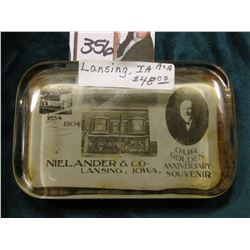 356
Lansing, IA
$48.00
1854
1904
OUR
GOLDEN
ANNIVERSARY
SOUVENIR
NIELANDER & CO-
LANSING, IOWA.